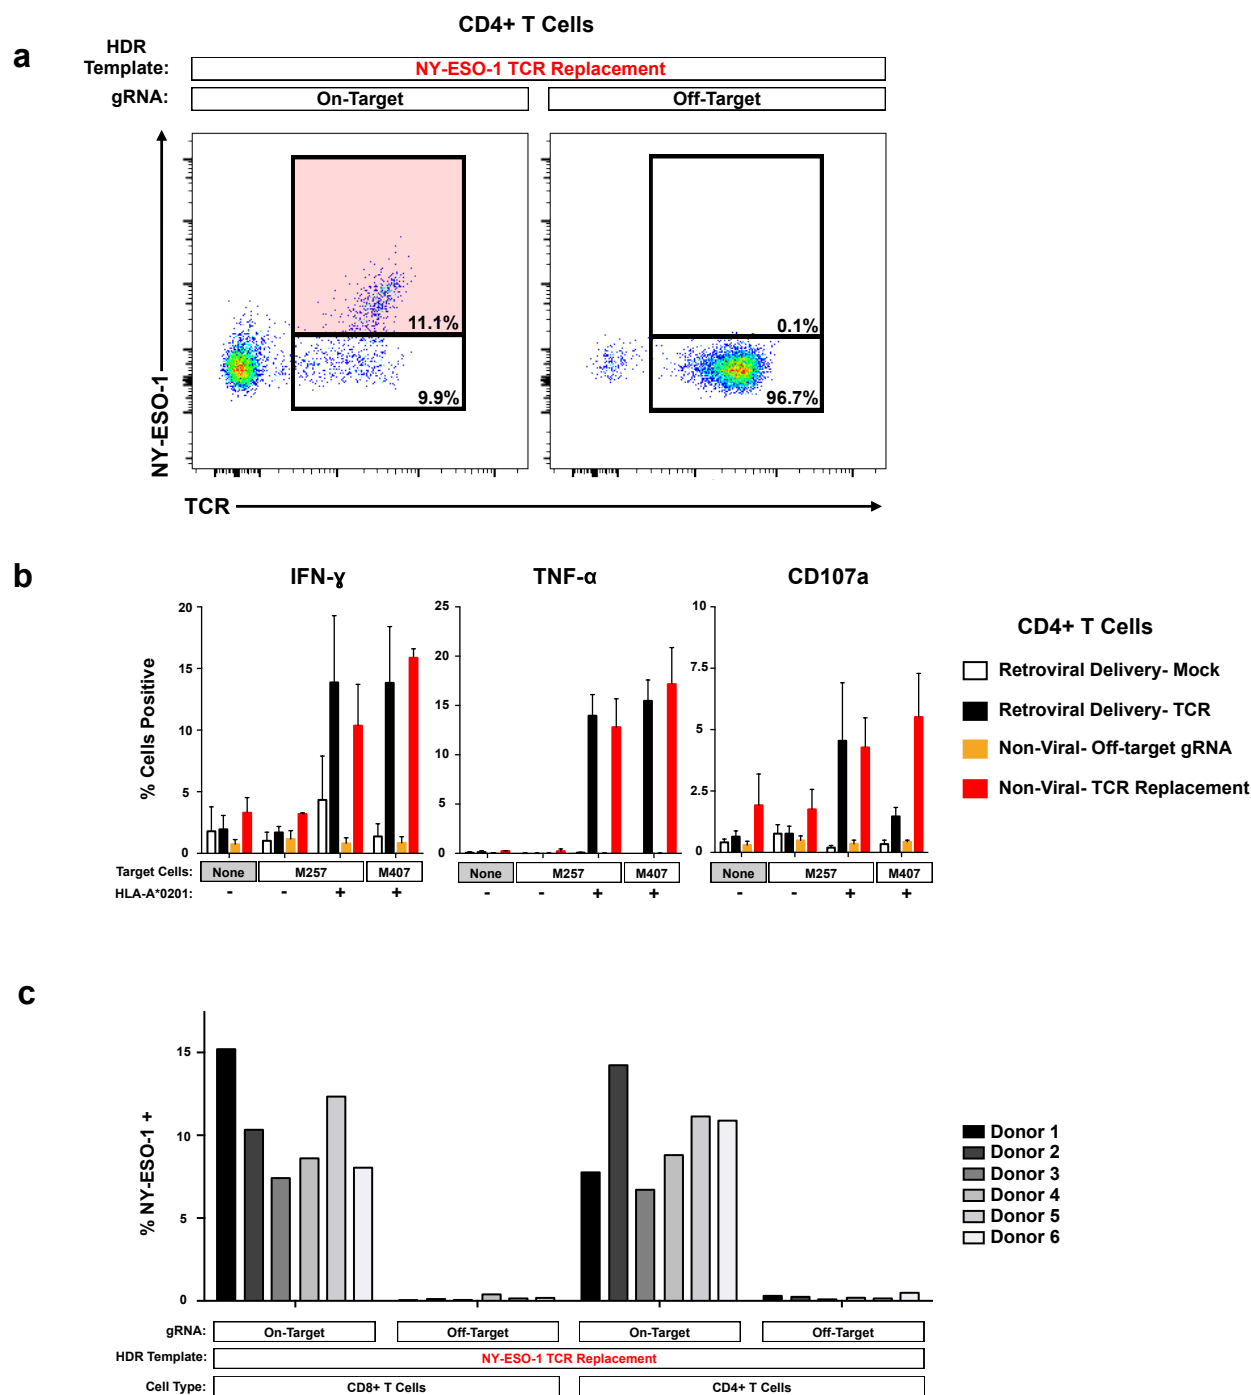 a
CD4+ T Cells
HDR
Template:
NY-ESO-1 TCR Replacement
gRNA:
On-Target
Off-Target
NY-ESO-1
11.1%
9.9%
0.1%
96.7%
TCR
b
IFN-ɣ
TNF-α
CD107a
% Cells Positive
20
15
10
5
0
25
20
15
10
5
0
10
7.5
5
2.5
0
CD4+ T Cells
Retroviral Delivery- Mock
Retroviral Delivery- TCR
Non-Viral- Off-target gRNA
Non-Viral- TCR Replacement
Target Cells:
None
M257
M407
None
M257
M407
None
M257
M407
HLA-A*0201:
- - + +
- - + +
- - + +
c
% NY-ESO-1 +
15
10
5
0
Donor 1
Donor 2
Donor 3
Donor 4
Donor 5
Donor 6
gRNA:
On-Target
Off-Target
On-Target
Off-Target
HDR Template:
NY-ESO-1 TCR Replacement
Cell Type:
CD8+ T Cells
CD4+ T Cells